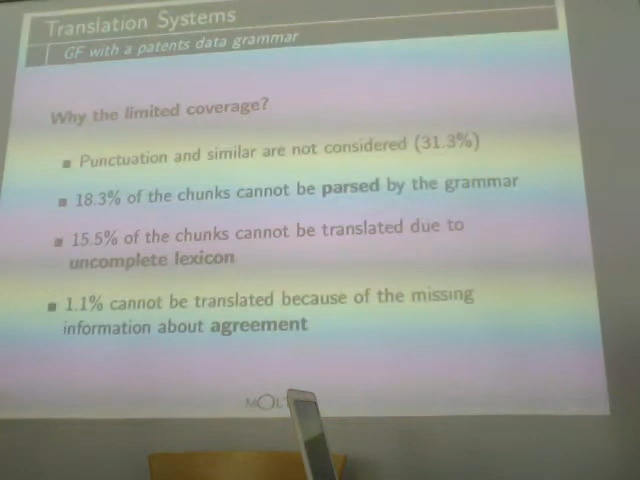 Translation Systems
GF with a patents data grammar
Why the limited coverage?
Punctuation and similar are not considered (31.3%)
18.3% of the chunks cannot be parsed by the grammar
15.5% of the chunks cannot be translated due to
uncomplete lexicon
1.1% cannot be translated because of the missing
information about agreement
MOL